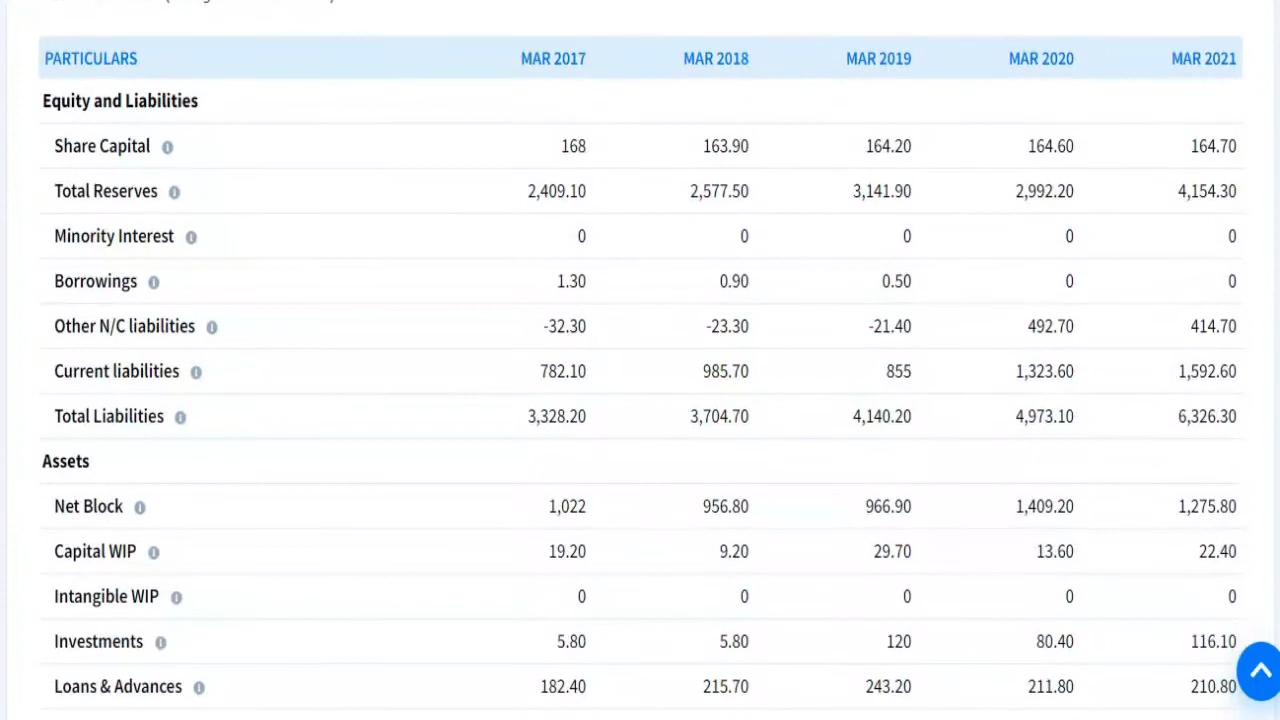 PARTICULARS MAR 2017 MAR 2018 MAR 2019 MAR 2020 MAR 2021
Equity and Liabilities
Share Capital 168 163.90 164.20 164.60 164.70
Total Reserves 2,409.10 2,577.50 3,141.90 2,992.20 4,154.30
Minority Interest 0 0 0 0 0
Borrowings 1.30 0.90 0.50 0 0
Other N/C liabilities -32.30 -23.30 -21.40 492.70 414.70
Current liabilities 782.10 985.70 855 1,323.60 1,592.60
Total Liabilities 3,328.20 3,704.70 4,140.20 4,973.10 6,326.30
Assets
Net Block 1,022 956.80 966.90 1,409.20 1,275.80
Capital WIP 19.20 9.20 29.70 13.60 22.40
Intangible WIP 0 0 0 0 0
Investments 5.80 5.80 120 80.40 116.10
Loans & Advances 182.40 215.70 243.20 211.80 210.80